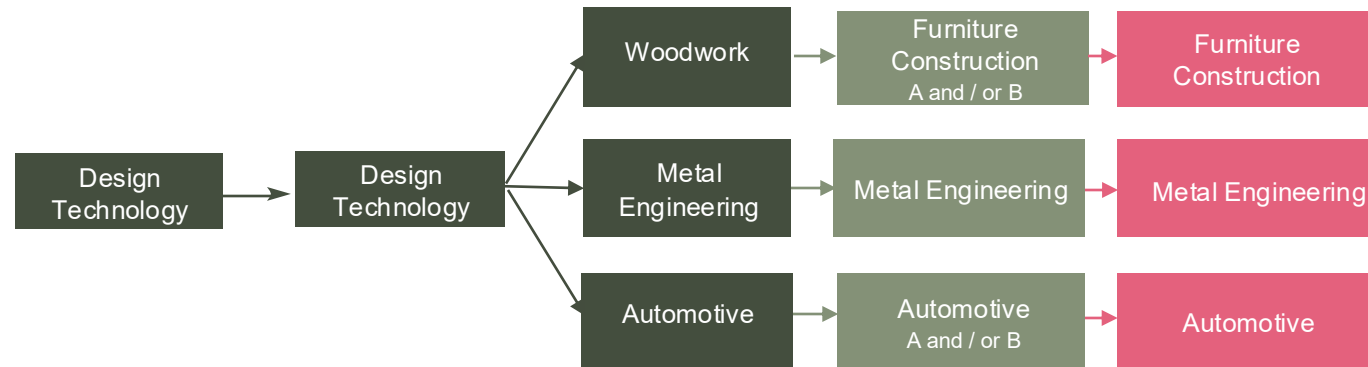 Design
Technology
Design
Technology
Woodwork
Furniture
Construction
A and / or B
Furniture
Construction
Metal
Engineering
Metal Engineering
Metal Engineering
Automotive
Automotive
A and / or B
Automotive